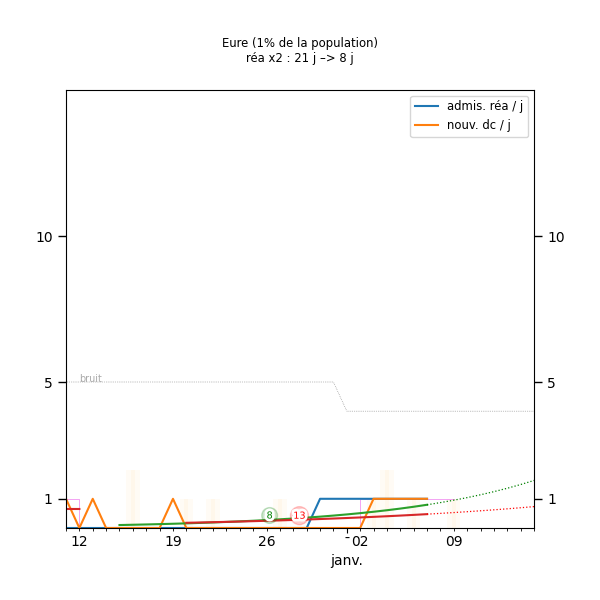 Eure (1% de la population)
réa x2 : 21 j –> 8 j
admis. réa / j
nouv. dc / j
10 10
bruit
5 5
8 13
1 1
12 19 26 02 09
janv.